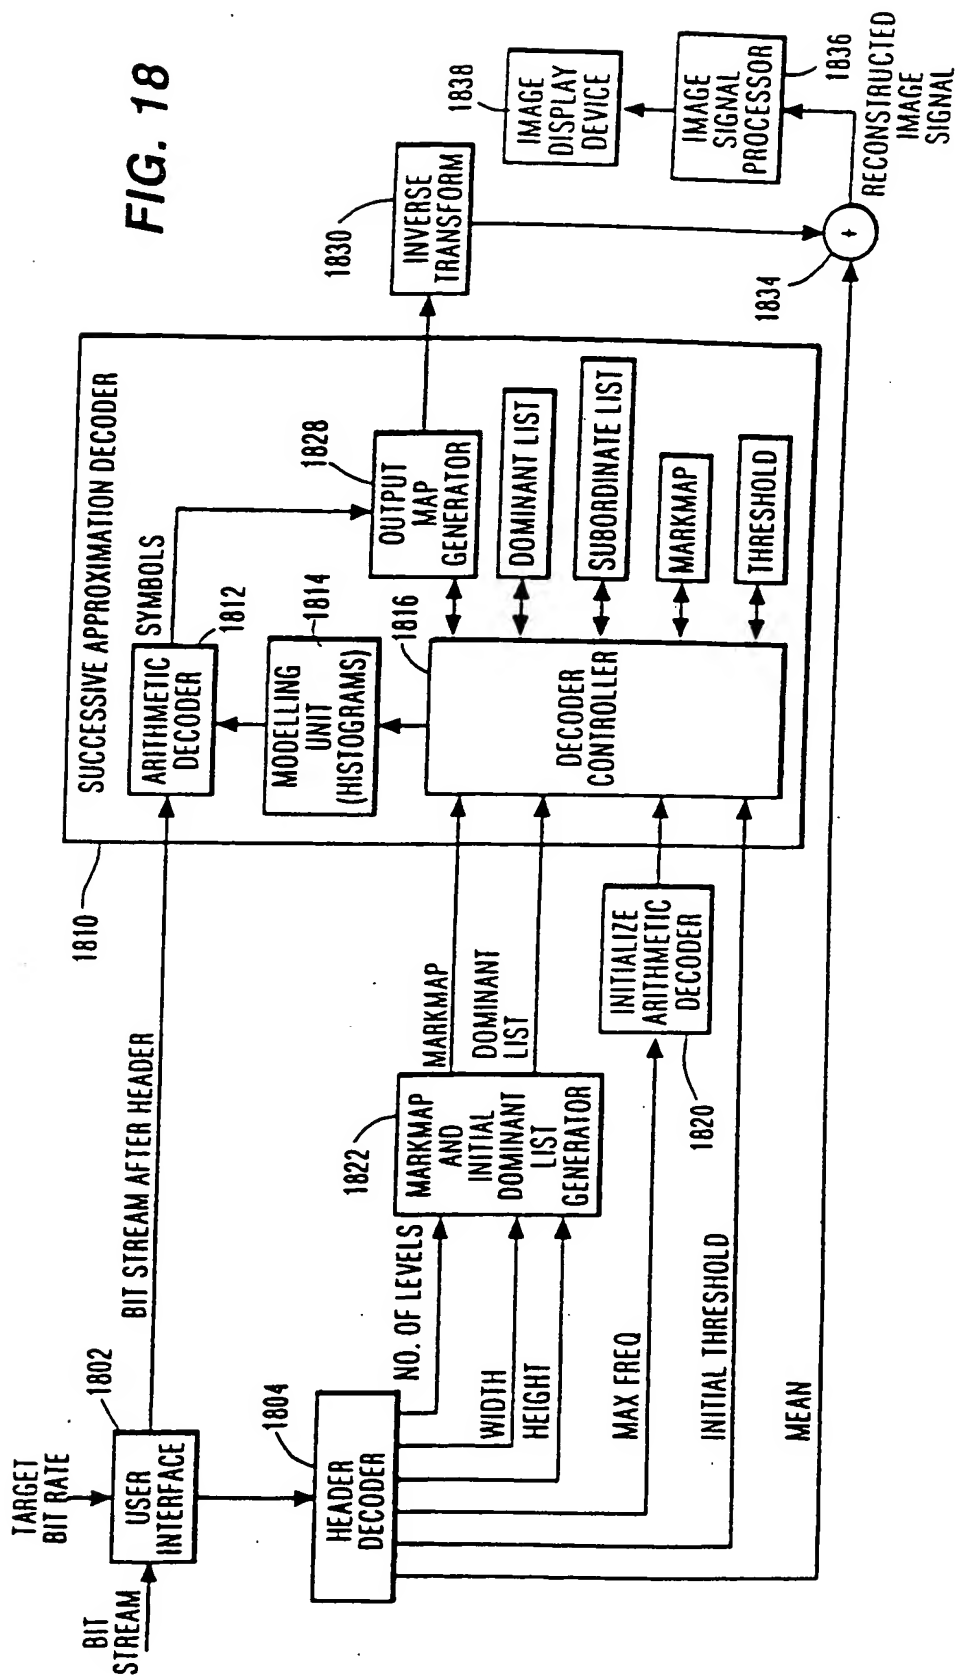 FIG. 18
TARGET
BIT RATE
BIT
STREAM
1802
USER
INTERFACE
BIT STREAM AFTER HEADER
1804
HEADER
DECODER
NO. OF LEVELS
WIDTH
HEIGHT
MAX FREQ
INITIAL THRESHOLD
MEAN
1822
MARKMAP
AND
INITIAL
DOMINANT
LIST
GENERATOR
MARKMAP
DOMINANT
LIST
INITIALIZE
ARITHMETIC
DECODER
1820
1810
SUCCESSIVE APPROXIMATION DECODER
ARITHMETIC
DECODER
1812
SYMBOLS
MODELLING
UNIT
(HISTOGRAMS)
1814
1816
DECODER
CONTROLLER
1828
OUTPUT
MAP
GENERATOR
DOMINANT LIST
SUBORDINATE LIST
MARKMAP
THRESHOLD
1830
INVERSE
TRANSFORM
1834
+
RECONSTRUCTED
IMAGE
SIGNAL
1836
IMAGE
SIGNAL
PROCESSOR
1838
IMAGE
DISPLAY
DEVICE